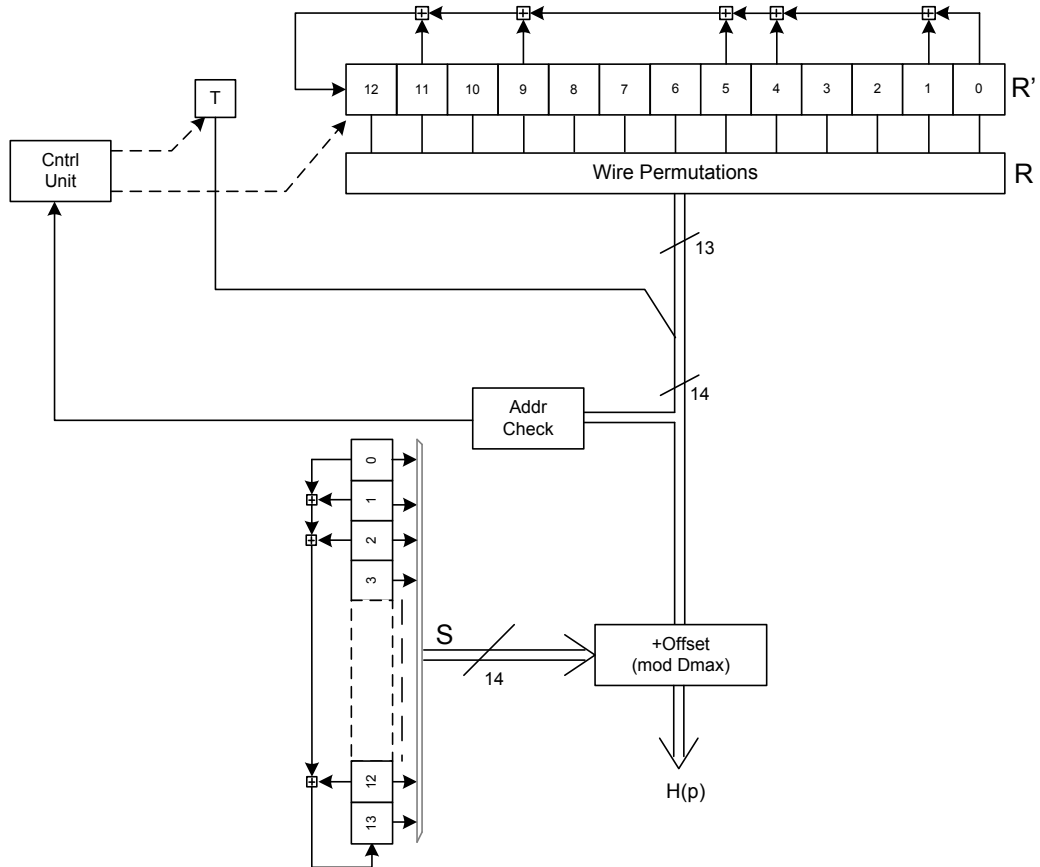 12 11 10 9 8 7 6 5 4 3 2 1 0 R'
T
Cntrl
Unit
Wire Permutations R
13
14
Addr
Check
0
1
2
3
S
14
+Offset
(mod Dmax)
12
13
H(p)